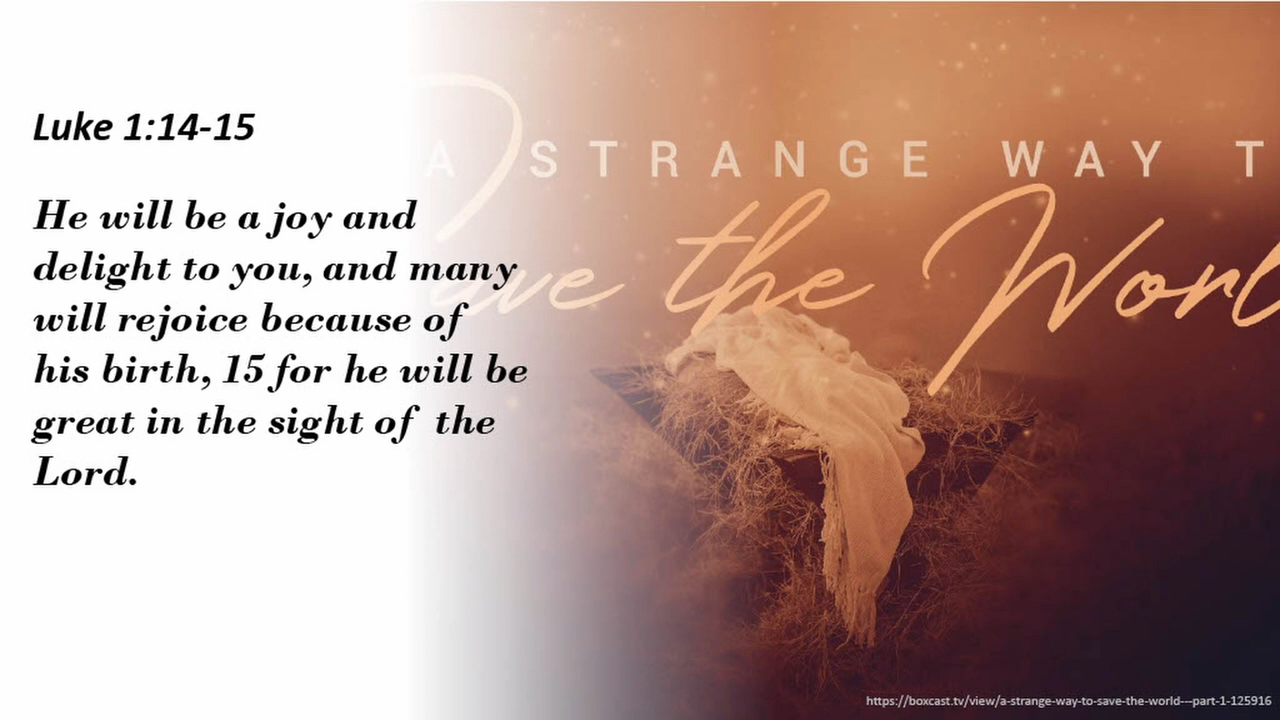 Luke 1:14-15
He will be a joy and
delight to you, and many
will rejoice because of
his birth, 15 for he will be
great in the sight of the
Lord.
A STRANGE WAY T
ave the Worl
https://boxcast.tv/view/a-strange-way-to-save-the-world---part-1-125916